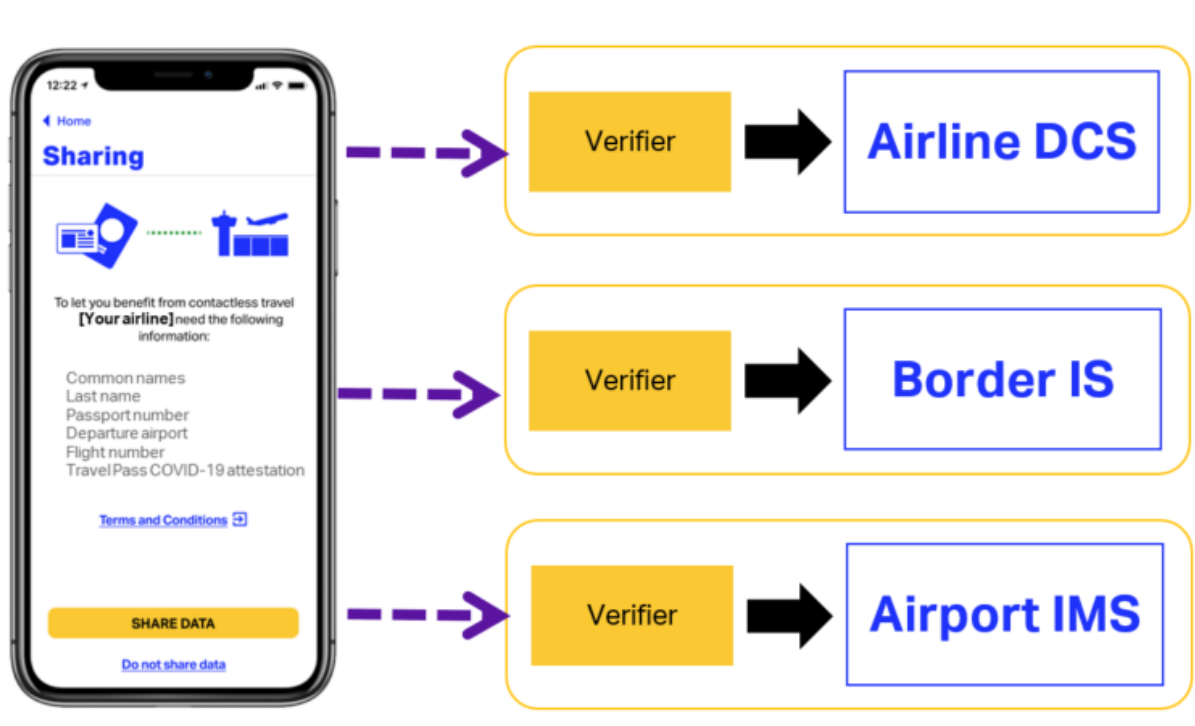 12:22
Home
Sharing
To let you benefit from contactless travel
[Your airline] need the following
information:
Common names
Last name
Passport number
Departure airport
Flight number
Travel Pass COVID-19 attestation
Terms and Conditions
SHARE DATA
Do not share data
Verifier
Airline DCS
Verifier
Border IS
Verifier
Airport IMS